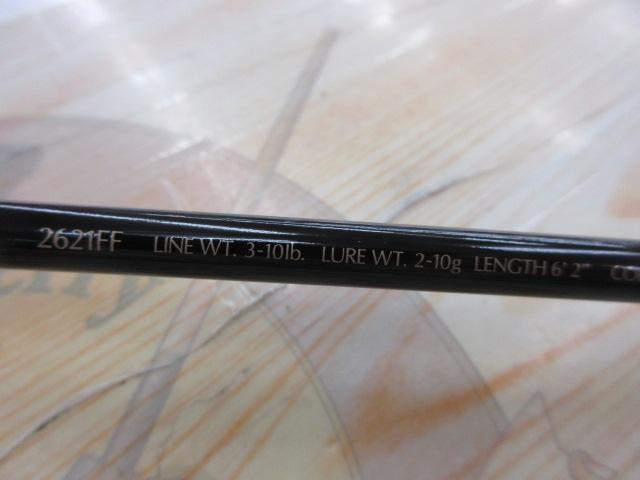 2621FF LINE WT. 3-10lb. LURE WT. 2-10g LENGTH 6' 2"